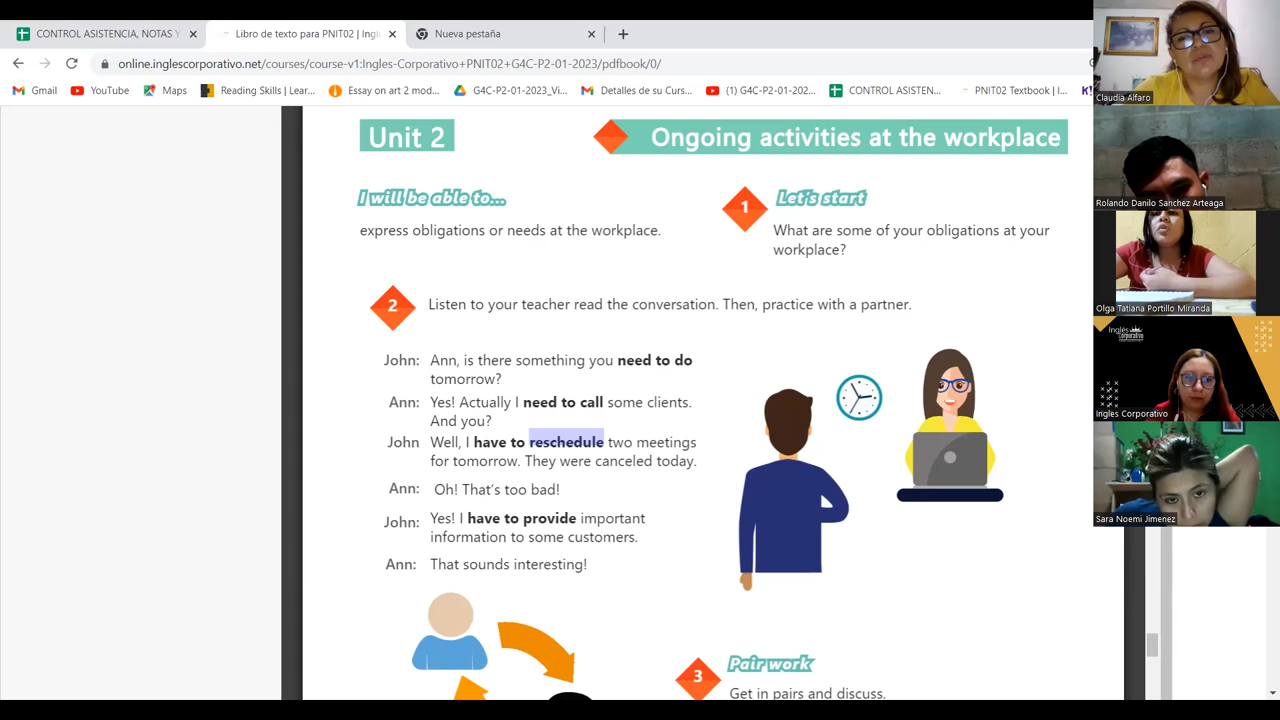 CONTROL ASISTENCIA, NOTAS Y
Libro de texto para PNIT02 | Ingl
Nueva pestaña
online.inglescorporativo.net/courses/course-v1:Ingles-Corporativo+PNIT02+G4C-P2-01-2023/pdfbook/0/
Gmail
YouTube
Maps
Reading Skills | Lear...
Essay on art 2 mod...
G4C-P2-01-2023_Vi...
Detalles de su Curs...
(1) G4C-P2-01-202...
CONTROL ASISTEN...
PNIT02 Textbook | I...
Unit 2
Ongoing activities at the workplace
I will be able to...
express obligations or needs at the workplace.
1
Let's start
What are some of your obligations at your
workplace?
2
Listen to your teacher read the conversation. Then, practice with a partner.
John: Ann, is there something you need to do
tomorrow?
Ann: Yes! Actually I need to call some clients.
And you?
John Well, I have to reschedule two meetings
for tomorrow. They were canceled today.
Ann: Oh! That's too bad!
John: Yes! I have to provide important
information to some customers.
Ann: That sounds interesting!
3
Pair work
Get in pairs and discuss.
Claudia Alfaro
Rolando Danilo Sanchez Arteaga
Olga Tatiana Portillo Miranda
Inglés
Corporativo
Ingles Corporativo
Sara Noemi Jimenez